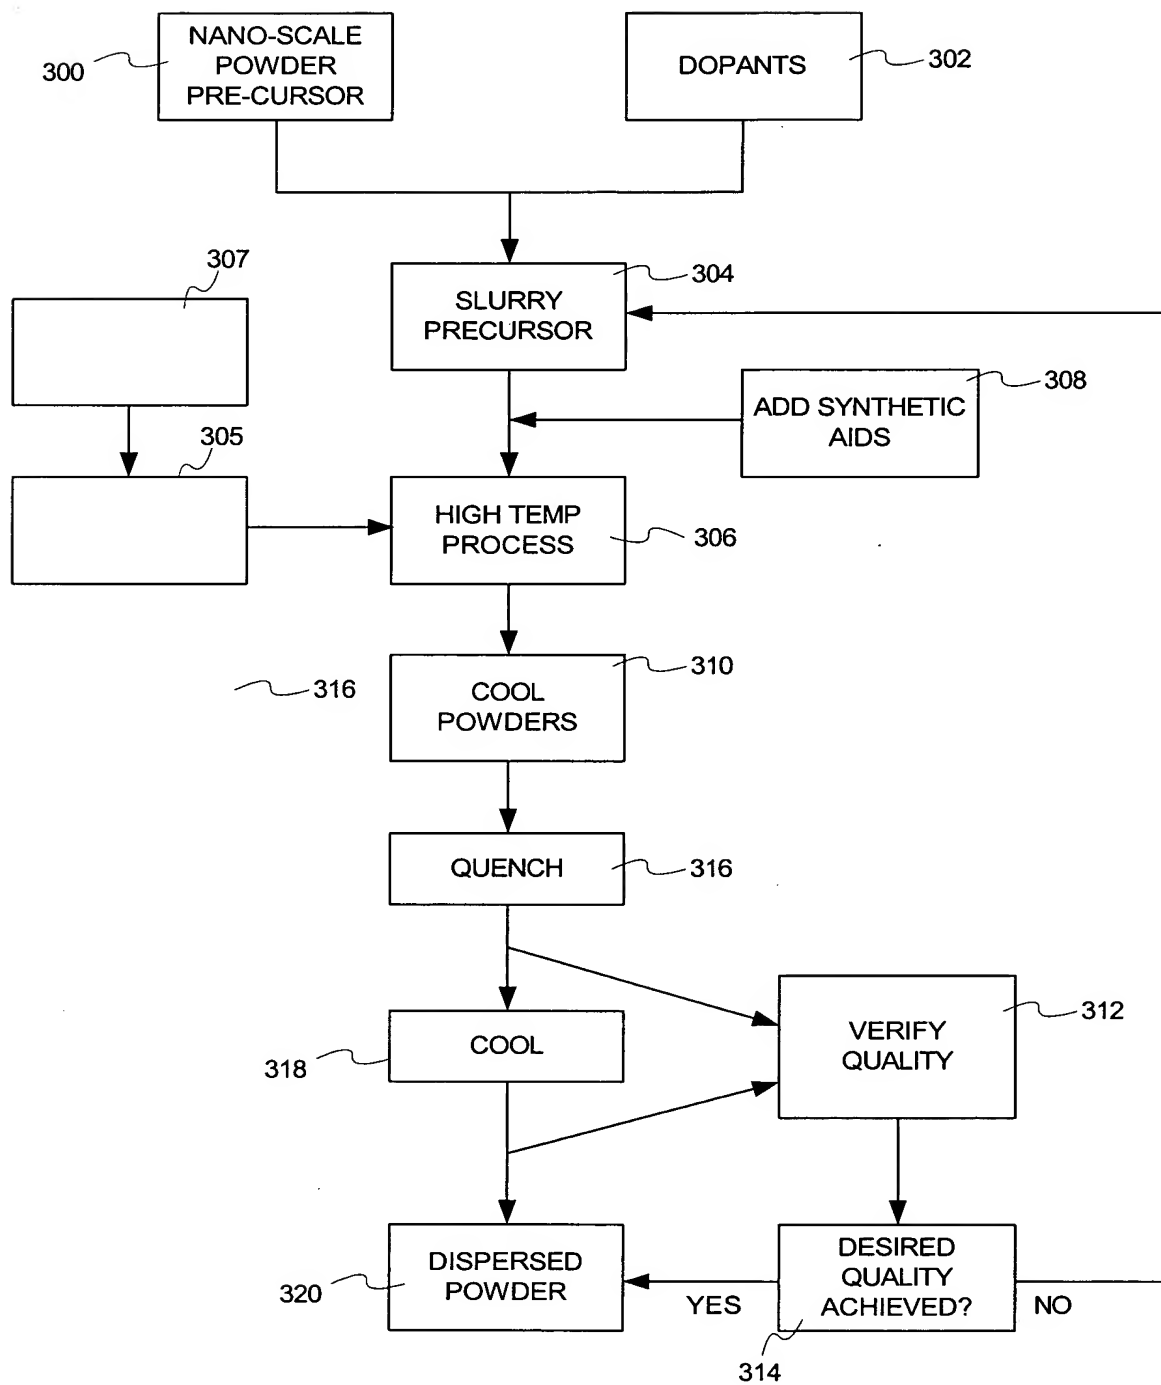 NANO-SCALE
POWDER
PRE-CURSOR
300
DOPANTS
302
307
SLURRY
PRECURSOR
304
ADD SYNTHETIC
AIDS
308
305
HIGH TEMP
PROCESS
306
316
COOL
POWDERS
310
QUENCH
316
COOL
318
VERIFY
QUALITY
312
DISPERSED
POWDER
320
YES
DESIRED
QUALITY
ACHIEVED?
NO
314